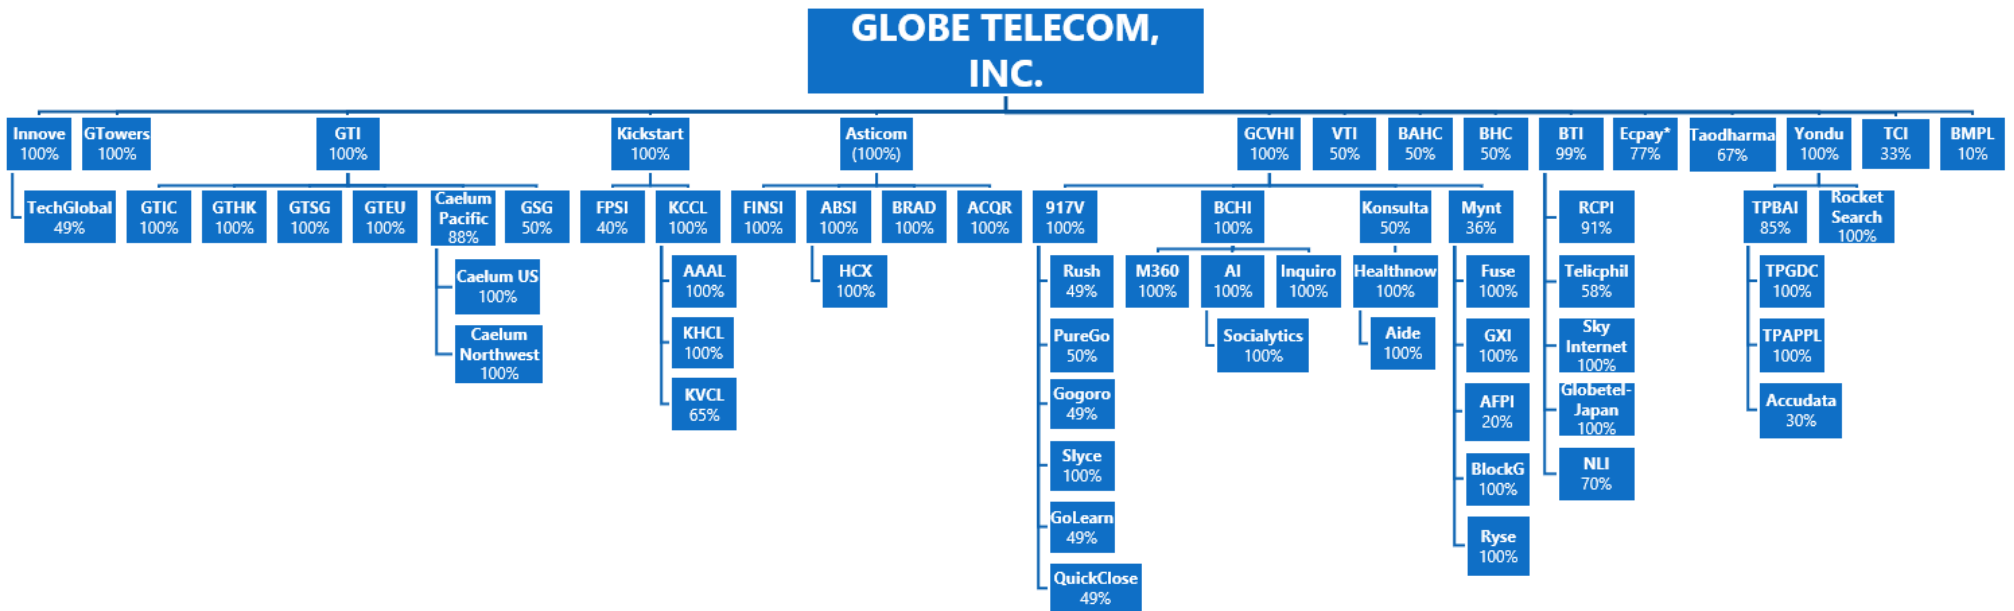 GLOBE TELECOM,
INC.
Innove
100%
GTowers
100%
GTI
100%
Kickstart
100%
Asticom
(100%)
GCVHI
100%
VTI
50%
BAHC
50%
BHC
50%
BTI
99%
Ecpay*
77%
Taodharma
67%
Yondu
100%
TCI
33%
BMPL
10%
TechGlobal
49%
GTIC
100%
GTHK
100%
GTSG
100%
GTEU
100%
Caelum
Pacific
88%
GSG
50%
FPSI
40%
KCCL
100%
FINSI
100%
ABSI
100%
BRAD
100%
ACQR
100%
917V
100%
BCHI
100%
Konsulta
50%
Mynt
36%
RCPI
91%
TPBAI
85%
Rocket
Search
100%
Caelum US
100%
Caelum
Northwest
100%
AAAL
100%
KHCL
100%
KVCL
65%
HCX
100%
Rush
49%
PureGo
50%
Gogoro
49%
Slyce
100%
GoLearn
49%
QuickClose
49%
M360
100%
AI
100%
Inquiro
100%
Socialytics
100%
Healthnow
100%
Aide
100%
Fuse
100%
GXI
100%
AFPI
20%
BlockG
100%
Ryse
100%
Telicphil
58%
Sky
Internet
100%
Globetel-
Japan
100%
NLI
70%
TPGDC
100%
TPAPPL
100%
Accudata
30%